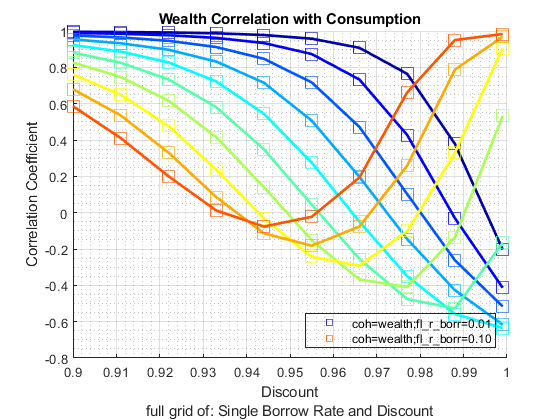 Wealth Correlation with Consumption
Correlation Coefficient
1
0.8
0.6
0.4
0.2
0
-0.2
-0.4
-0.6
-0.8
0.9 0.91 0.92 0.93 0.94 0.95 0.96 0.97 0.98 0.99 1
coh=wealth;fl_r_borr=0.01
coh=wealth;fl_r_borr=0.10
Discount
full grid of: Single Borrow Rate and Discount